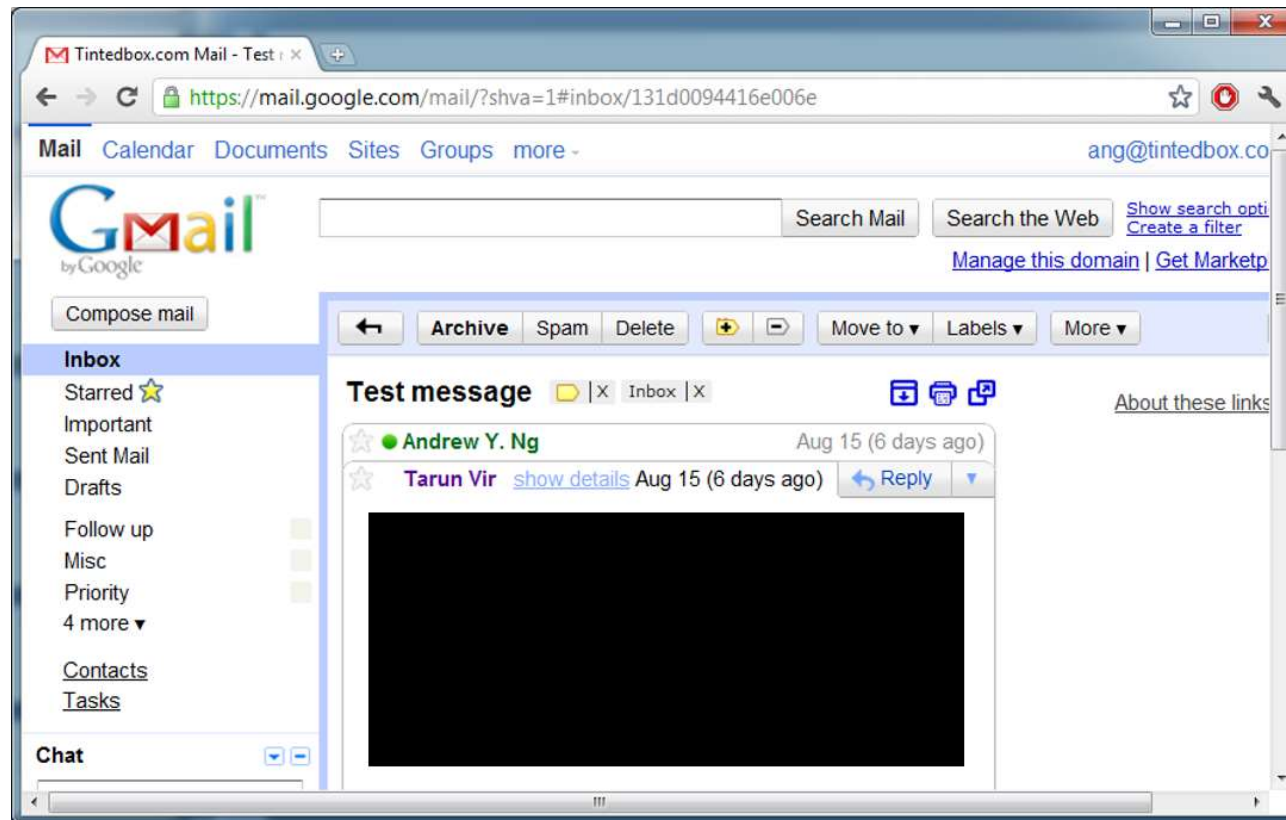 Tintedbox.com Mail - Test
https://mail.google.com/mail/?shva=1#inbox/131d0094416e006e
Mail Calendar Documents Sites Groups more
ang@tintedbox.co
Gmail
by Google
Search Mail Search the Web Show search opti
Create a filter
Manage this domain | Get Marketp
Compose mail
Archive Spam Delete Move to Labels More
Inbox
Starred
Important
Sent Mail
Drafts
Follow up
Misc
Priority
4 more
Contacts
Tasks
Chat
Test message X Inbox X
About these links
Andrew Y. Ng Aug 15 (6 days ago)
Tarun Vir show details Aug 15 (6 days ago) Reply